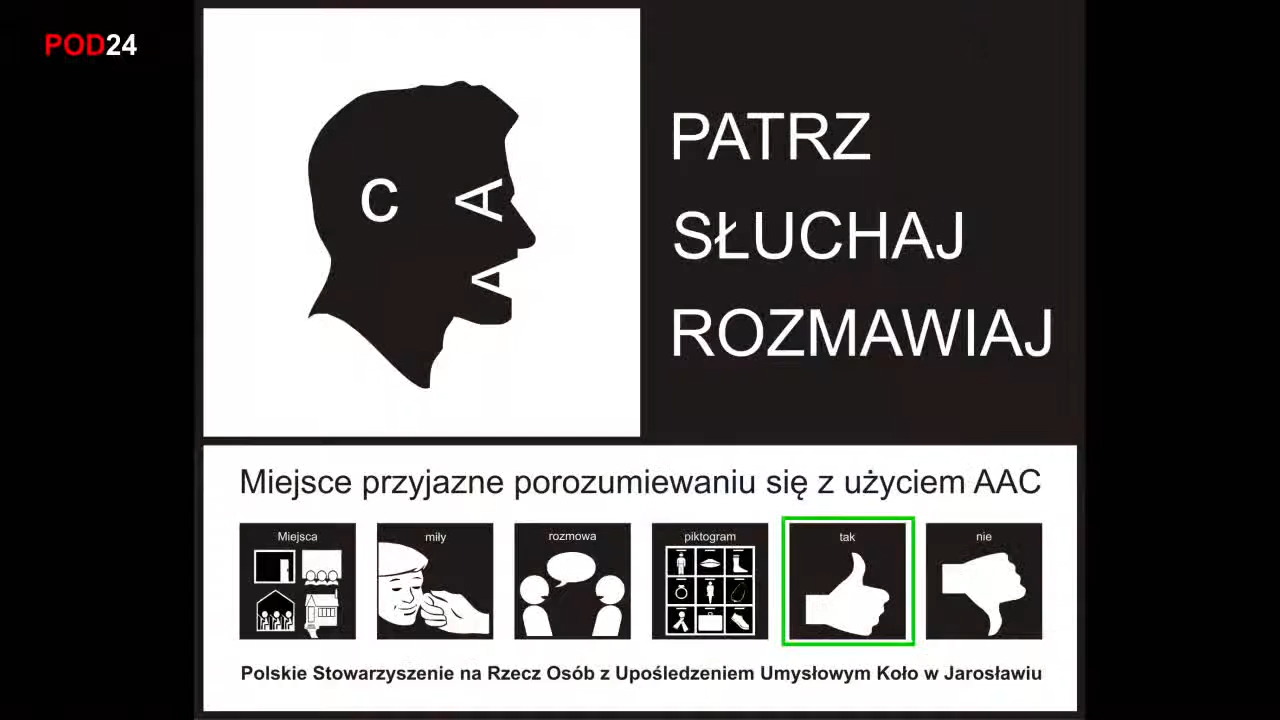 POD24
C A
A
PATRZ
SŁUCHAJ
ROZMAWIAJ
Miejsce przyjazne porozumiewaniu się z użyciem AAC
Miejsca miły rozmowa piktogram tak nie
Polskie Stowarzyszenie na Rzecz Osób z Upośledzeniem Umysłowym Koło w Jarosławiu